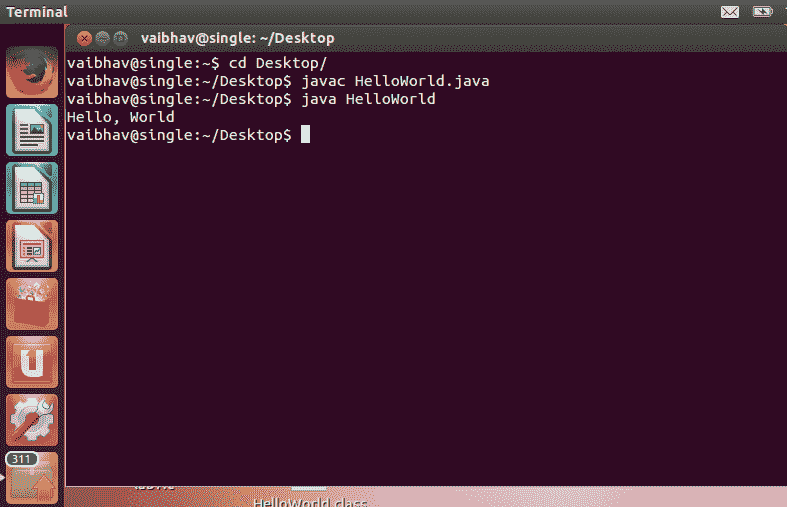 Terminal
vaibhav@single: ~/Desktop
vaibhav@single:~$ cd Desktop/
vaibhav@single:~/Desktop$ javac HelloWorld.java
vaibhav@single:~/Desktop$ java HelloWorld
Hello, World
vaibhav@single:~/Desktop$
311
HelloWorld.class